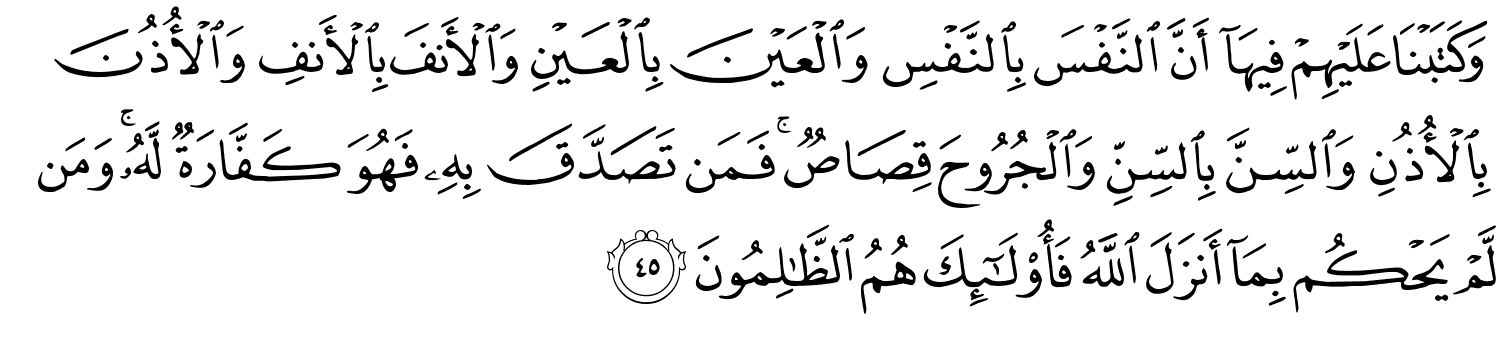 وَكَتَبۡنَا عَلَيۡهِمۡ فِيهَآ أَنَّ ٱلنَّفۡسَ بِٱلنَّفۡسِ وَٱلۡعَيۡنَ بِٱلۡعَيۡنِ وَٱلۡأَنفَ بِٱلۡأَنفِ وَٱلۡأُذُنَ
بِٱلۡأُذُنِ وَٱلسِّنَّ بِٱلسِّنِّ وَٱلۡجُرُوحَ قِصَاصٞۚ فَمَن تَصَدَّقَ بِهِۦ فَهُوَ كَفَّارَةٞ لَّهُۥۚ وَمَن
لَّمۡ يَحۡكُم بِمَآ أَنزَلَ ٱللَّهُ فَأُوْلَـٰٓئِكَ هُمُ ٱلظَّـٰلِمُونَ ٤٥